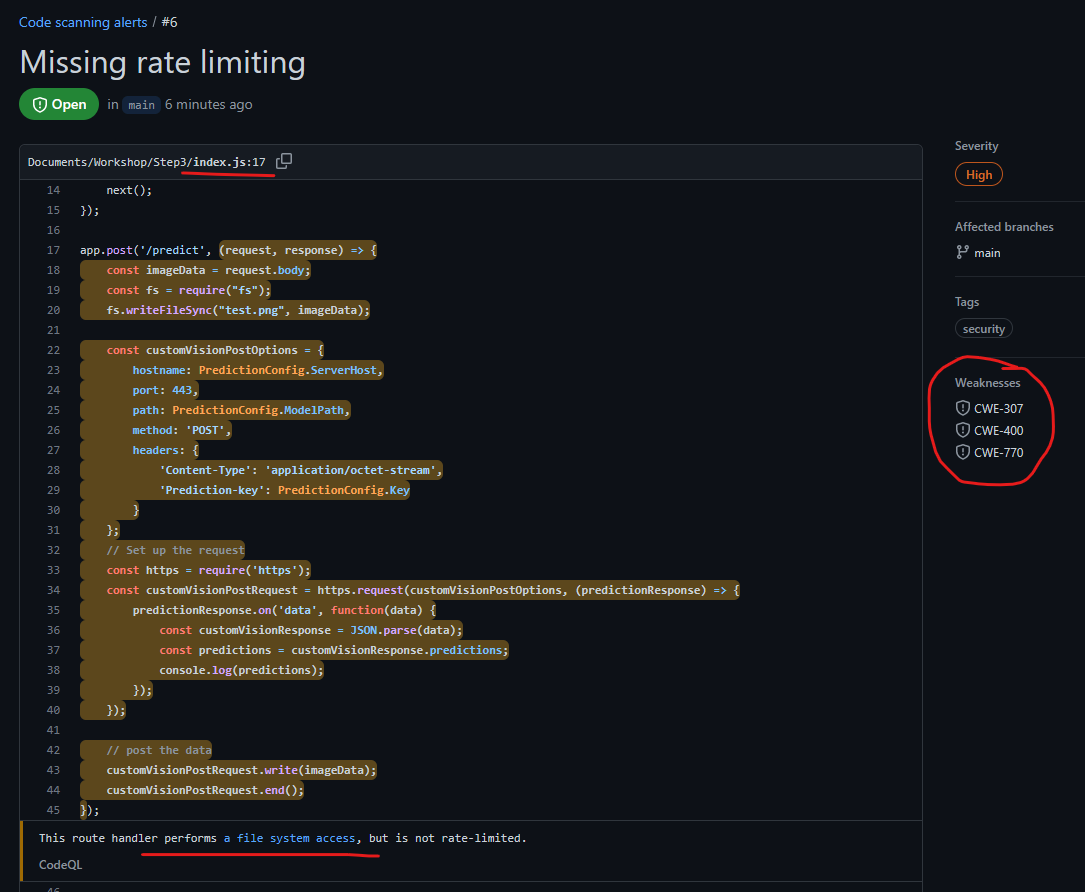 Code scanning alerts / #6
Missing rate limiting
Open in main 6 minutes ago
Documents/Workshop/Step3/index.js:17
14 next();
15 });
16
17 app.post('/predict', (request, response) => {
18 const imageData = request.body;
19 const fs = require("fs");
20 fs.writeFileSync("test.png", imageData);
21
22 const customVisionPostOptions = {
23 hostname: PredictionConfig.ServerHost,
24 port: 443,
25 path: PredictionConfig.ModelPath,
26 method: 'POST',
27 headers: {
28 'Content-Type': 'application/octet-stream',
29 'Prediction-key': PredictionConfig.Key
30 }
31 };
32 // Set up the request
33 const https = require('https');
34 const customVisionPostRequest = https.request(customVisionPostOptions, (predictionResponse) => {
35 predictionResponse.on('data', function(data) {
36 const customVisionResponse = JSON.parse(data);
37 const predictions = customVisionResponse.predictions;
38 console.log(predictions);
39 });
40 });
41
42 // post the data
43 customVisionPostRequest.write(imageData);
44 customVisionPostRequest.end();
45 });
This route handler performs a file system access, but is not rate-limited.
CodeQL
46
Severity
High
Affected branches
main
Tags
security
Weaknesses
CWE-307
CWE-400
CWE-770